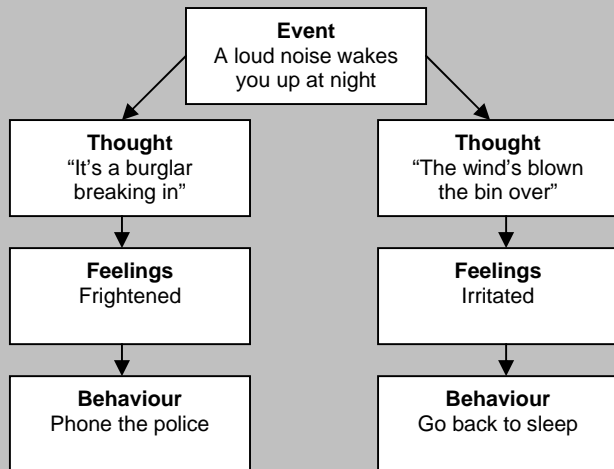 Event
A loud noise wakes
you up at night
Thought
“It’s a burglar
breaking in”
Thought
“The wind’s blown
the bin over”
Feelings
Frightened
Feelings
Irritated
Behaviour
Phone the police
Behaviour
Go back to sleep